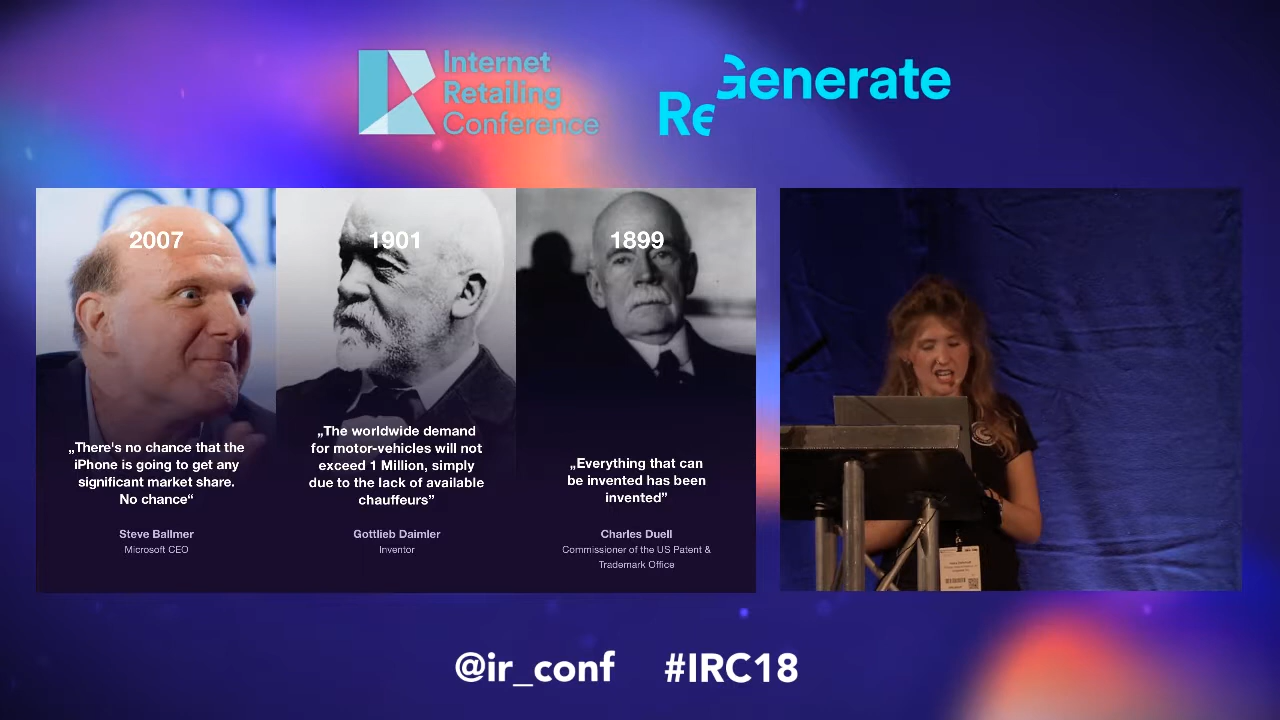 Internet
Retailing
Conference
ReGenerate
2007
„There's no chance that the
iPhone is going to get any
significant market share.
No chance“
Steve Ballmer
Microsoft CEO
1901
„The worldwide demand
for motor-vehicles will not
exceed 1 Million, simply
due to the lack of available
chauffeurs”
Gottlieb Daimler
Inventor
1899
„Everything that can
be invented has been
invented”
Charles Duell
Commissioner of the US Patent &
Trademark Office
@ir_conf #IRC18